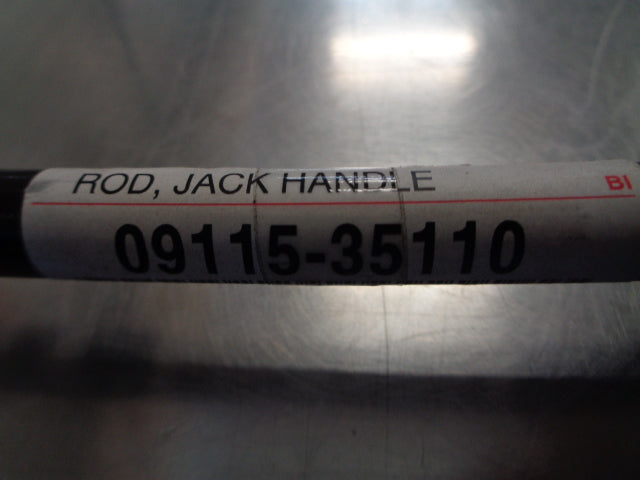 ROD, JACK HANDLE
BI
09115-35110